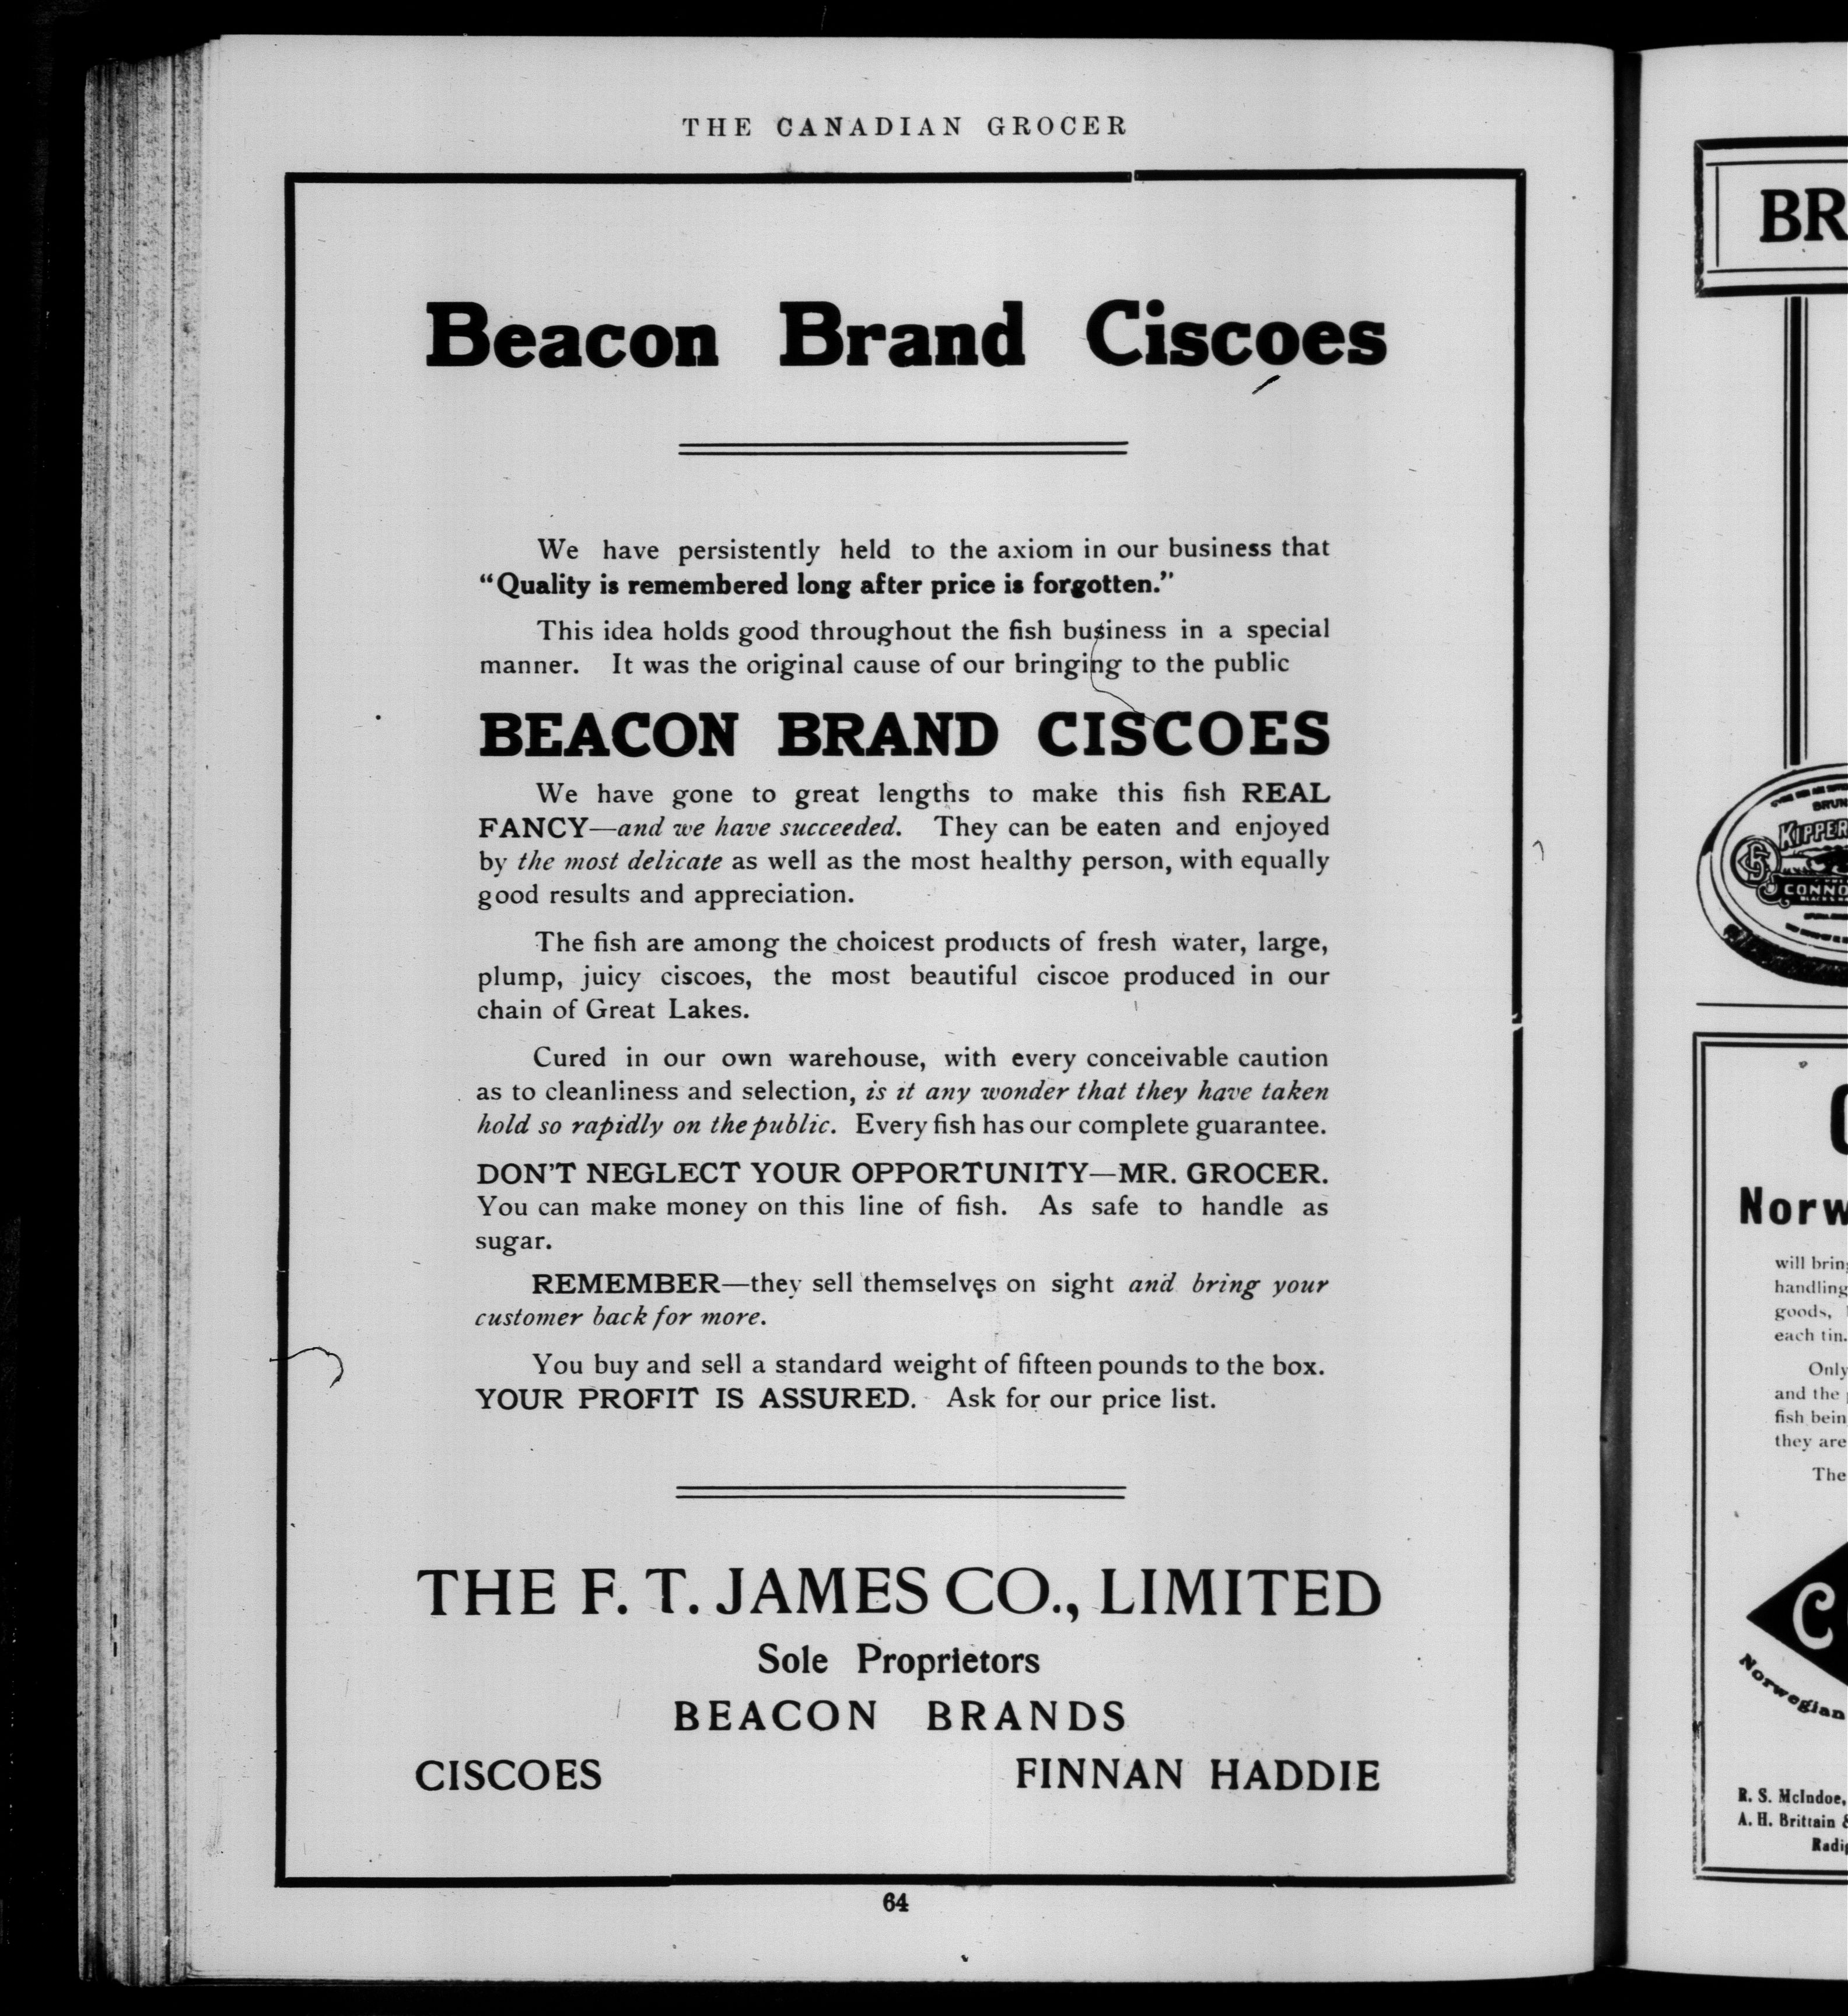 THE CANADIAN GROCER
Beacon Brand Ciscoes
We have persistently held to the axiom in our business that
“Quality is remembered long after price is forgotten.”
This idea holds good throughout the fish business in a special
manner. It was the original cause of our bringing to the public
BEACON BRAND CISCOES
We have gone to great lengths to make this fish REAL
FANCY—and we have succeeded. They can be eaten and enjoyed
by the most delicate as well as the most healthy person, with equally
good results and appreciation.
The fish are among the choicest products of fresh water, large,
plump, juicy ciscoes, the most beautiful ciscoe produced in our
chain of Great Lakes.
Cured in our own warehouse, with every conceivable caution
as to cleanliness and selection, is it any wonder that they have taken
hold so rapidly on the public. Every fish has our complete guarantee.
DON'T NEGLECT YOUR OPPORTUNITY—MR. GROCER.
You can make money on this line of fish. As safe to handle as
sugar.
REMEMBER—they sell themselves on sight and bring your
customer back for more.
You buy and sell a standard weight of fifteen pounds to the box.
YOUR PROFIT IS ASSURED. Ask for our price list.
THE F. T. JAMES CO., LIMITED
Sole Proprietors
BEACON BRANDS
CISCOES FINNAN HADDIE
64
BR
BRUN
KIPPER
CONNO
Norw
will brin
handling
goods,
each tin.
Only
and the
fish bein
they are
The
C
Norwegian
R. S. McIndoe,
A. H. Brittain &
Radi